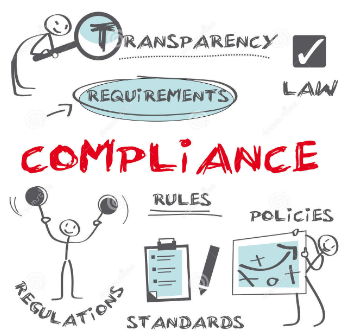 TRANSPARENCY
LAW
REQUIREMENTS
COMPLIANCE
RULES
POLICIES
REGULATIONS
STANDARDS